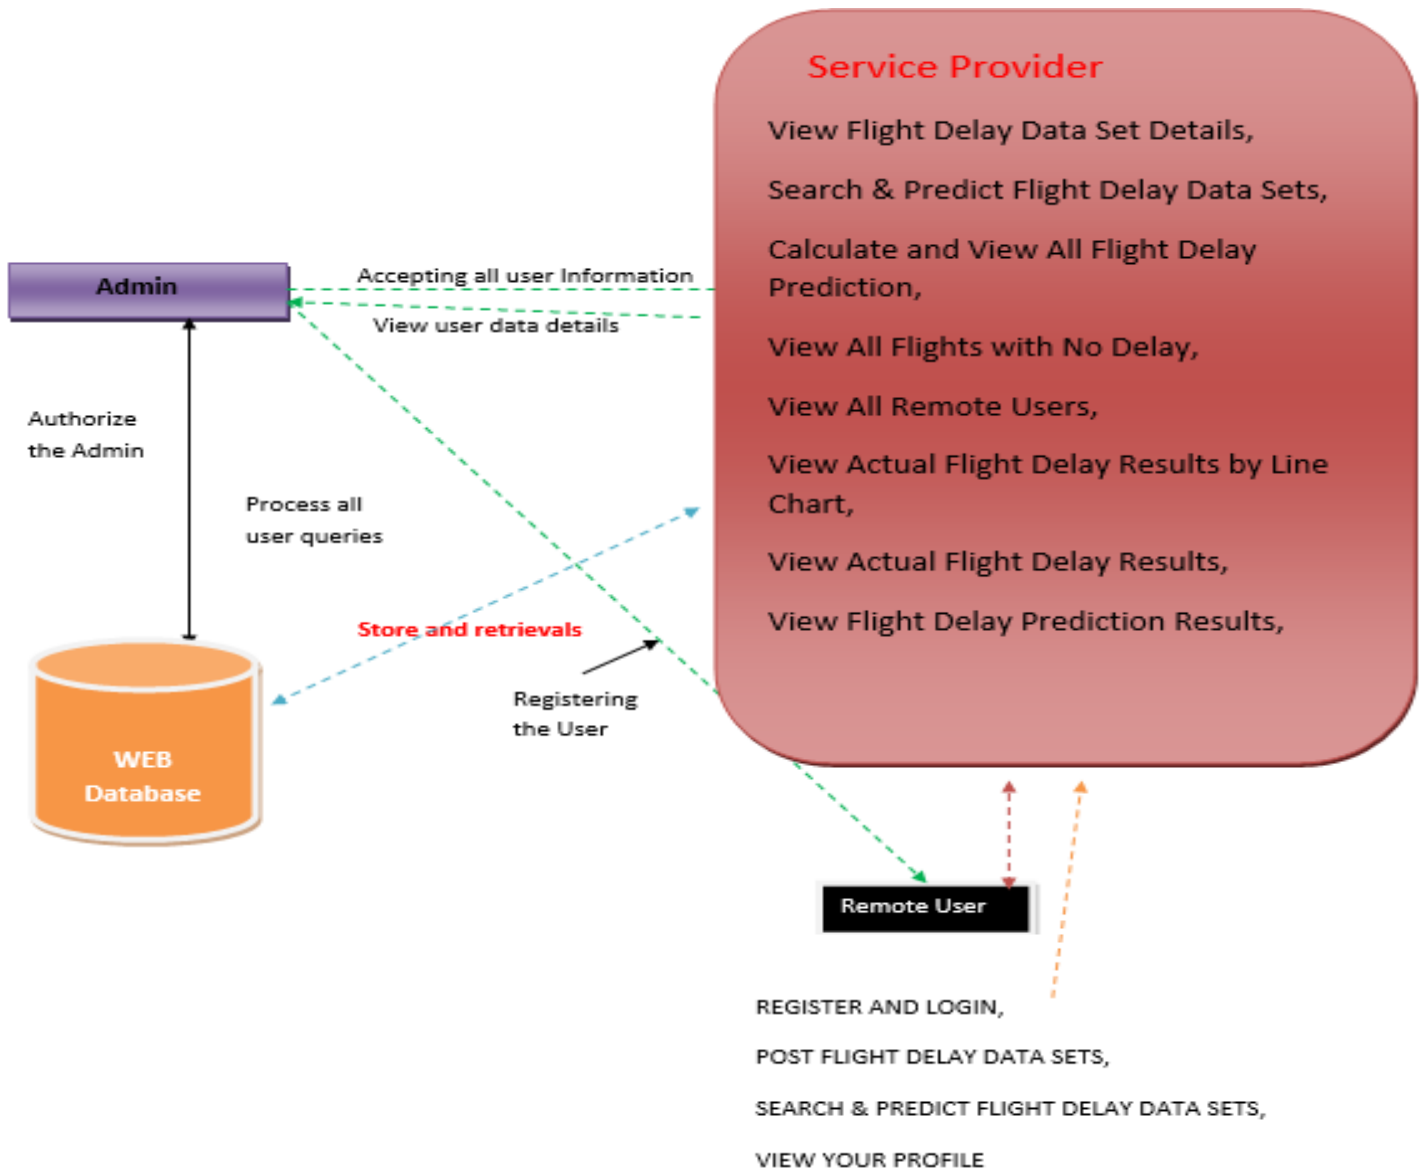 Service Provider
View Flight Delay Data Set Details,
Search & Predict Flight Delay Data Sets,
Calculate and View All Flight Delay
Prediction,
View All Flights with No Delay,
View All Remote Users,
View Actual Flight Delay Results by Line
Chart,
View Actual Flight Delay Results,
View Flight Delay Prediction Results,
Admin
Accepting all user Information
View user data details
Authorize
the Admin
Process all
user queries
Store and retrievals
Registering
the User
WEB
Database
Remote User
REGISTER AND LOGIN,
POST FLIGHT DELAY DATA SETS,
SEARCH & PREDICT FLIGHT DELAY DATA SETS,
VIEW YOUR PROFILE